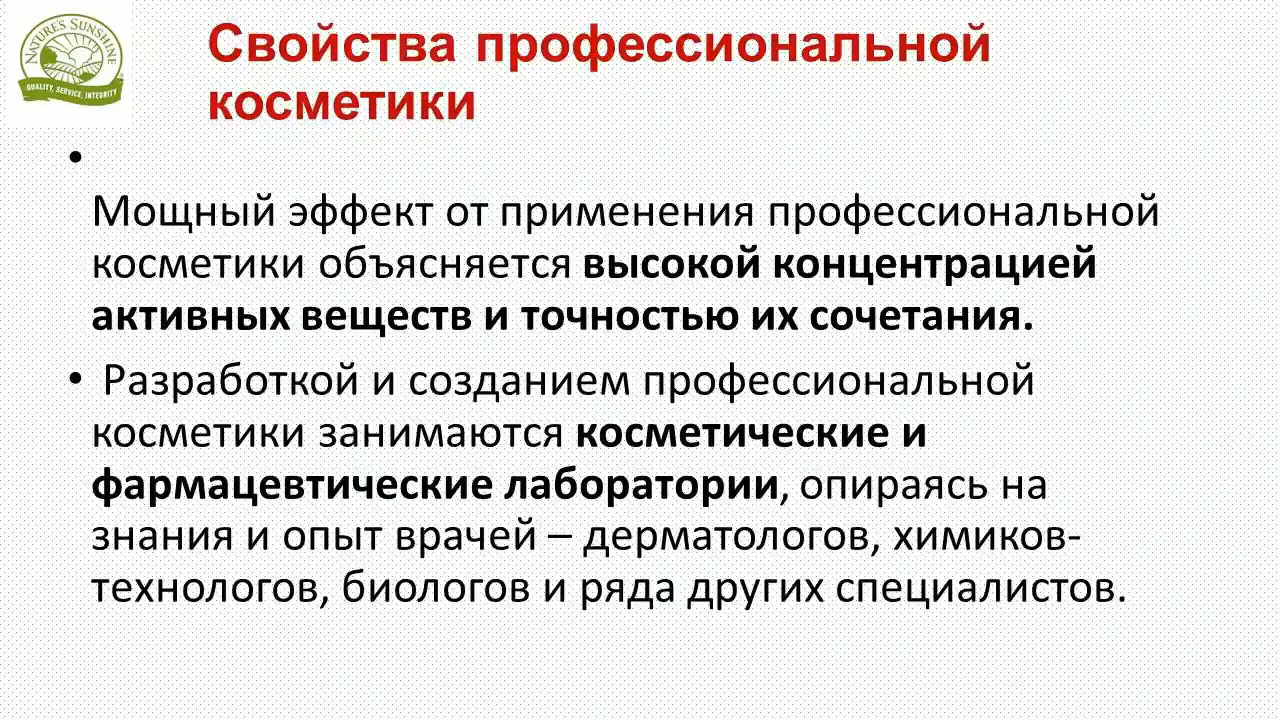 NATURE'S SUNSHINE
QUALITY, SERVICE, INTEGRITY
Свойства профессиональной
косметики
•
Мощный эффект от применения профессиональной
косметики объясняется высокой концентрацией
активных веществ и точностью их сочетания.
• Разработкой и созданием профессиональной
косметики занимаются косметические и
фармацевтические лаборатории, опираясь на
знания и опыт врачей – дерматологов, химиков-
технологов, биологов и ряда других специалистов.